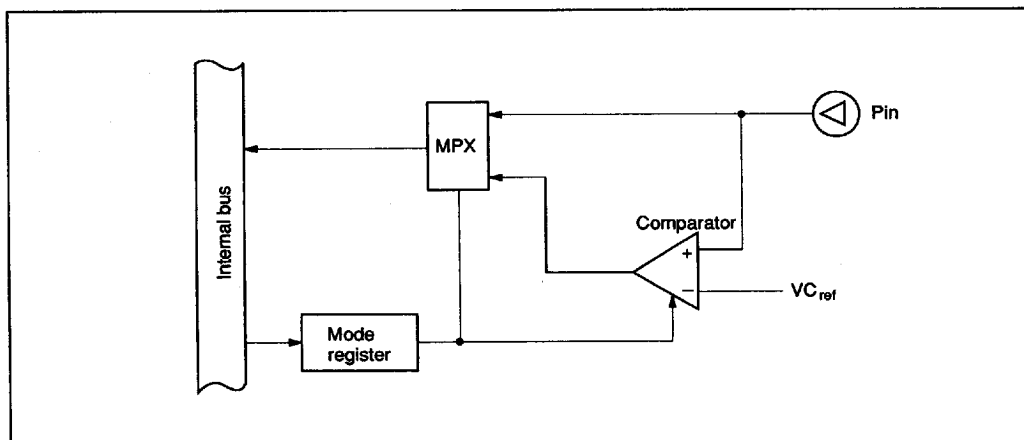 Pin
MPX
Internal bus
Comparator
+
−
VCref
Mode
register